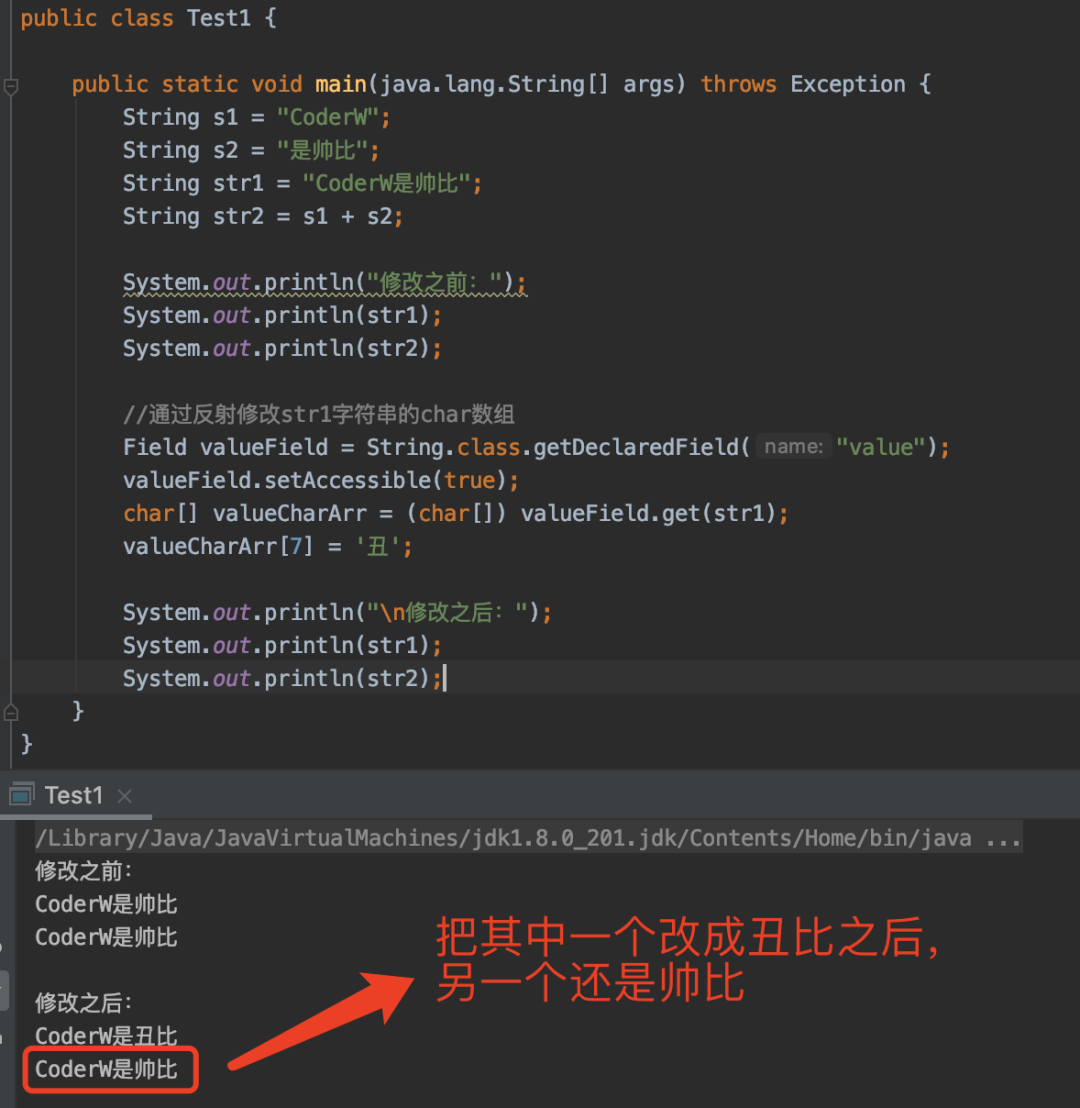 public class Test1 {
public static void main(java.lang.String[] args) throws Exception {
String s1 = "CoderW";
String s2 = "是帅比";
String str1 = "CoderW是帅比";
String str2 = s1 + s2;
System.out.println("修改之前：");
System.out.println(str1);
System.out.println(str2);
//通过反射修改str1字符串的char数组
Field valueField = String.class.getDeclaredField( name: "value");
valueField.setAccessible(true);
char[] valueCharArr = (char[]) valueField.get(str1);
valueCharArr[7] = '丑';
System.out.println("\n修改之后：");
System.out.println(str1);
System.out.println(str2);
}
}
Test1
/Library/Java/JavaVirtualMachines/jdk1.8.0_201.jdk/Contents/Home/bin/java ...
修改之前：
CoderW是帅比
CoderW是帅比
修改之后：
CoderW是丑比
CoderW是帅比
把其中一个改成丑比之后，
另一个还是帅比